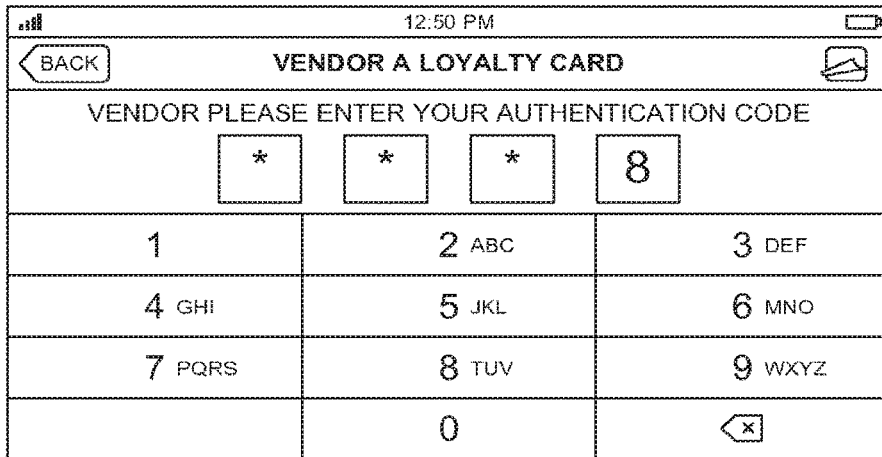 12:50 PM
BACK VENDOR A LOYALTY CARD
VENDOR PLEASE ENTER YOUR AUTHENTICATION CODE
* * * 8
1 2 ABC 3 DEF
4 GHI 5 JKL 6 MNO
7 PQRS 8 TUV 9 WXYZ
0 ×